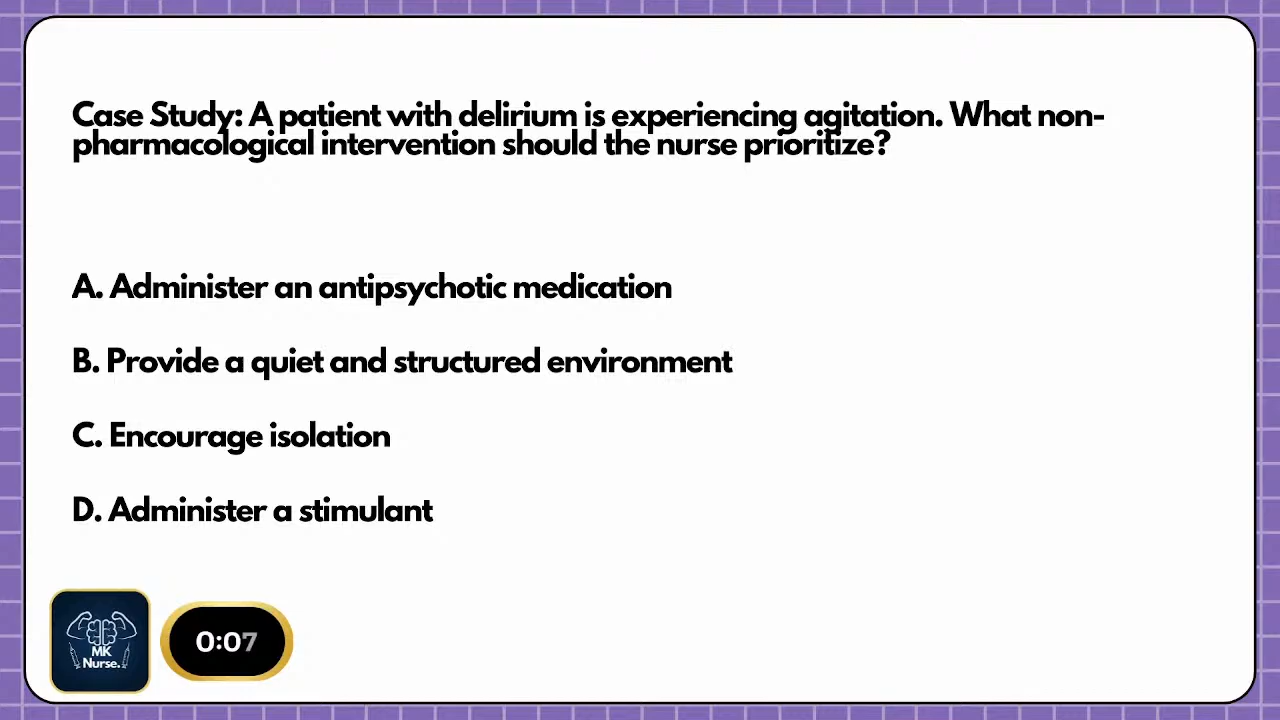 Case Study: A patient with delirium is experiencing agitation. What non-
pharmacological intervention should the nurse prioritize?
A. Administer an antipsychotic medication
B. Provide a quiet and structured environment
C. Encourage isolation
D. Administer a stimulant
MK
Nurse.
0:07